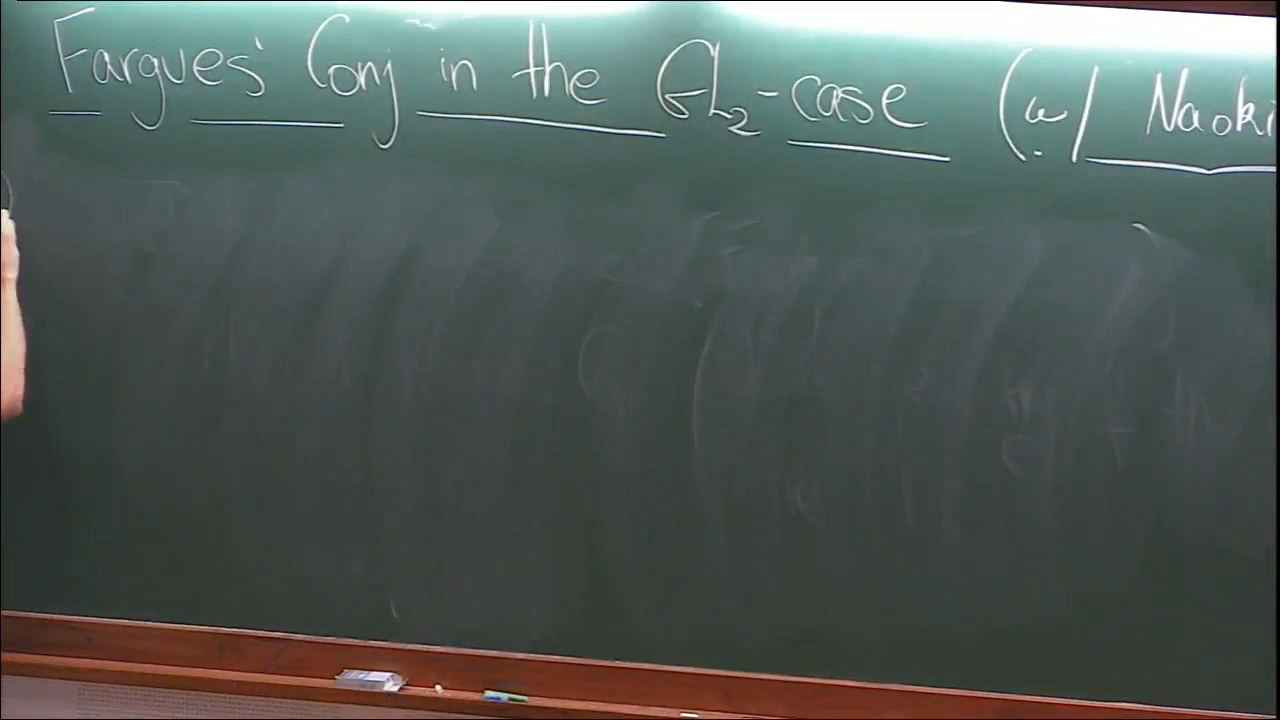 Fargues' Conj in the GL₂-case (w/ Naoki